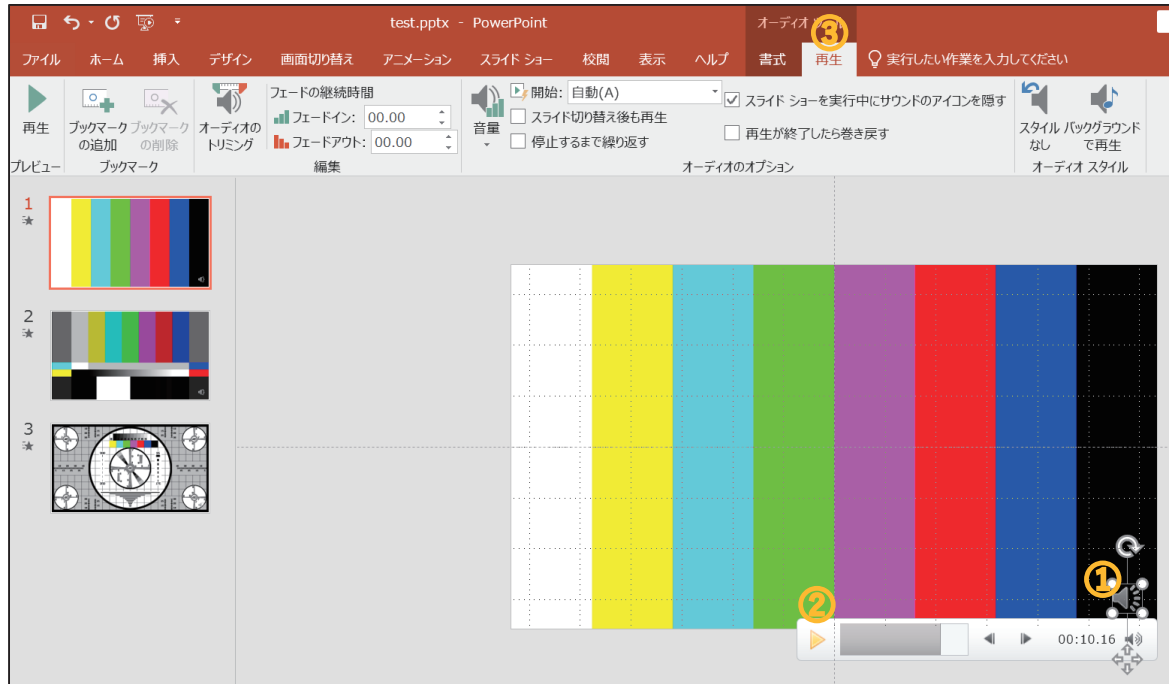 test.pptx - PowerPoint
オーディオ
③
ファイル ホーム 挿入 デザイン 画面切り替え アニメーション スライド ショー 校閲 表示 ヘルプ 書式 再生 実行したい作業を入力してください
再生
プレビュー
ブックマークの追加
ブックマークの削除
ブックマーク
オーディオのトリミング
フェードの継続時間
フェードイン: 00.00
フェードアウト: 00.00
編集
音量
開始: 自動(A)
スライド切り替え後も再生
停止するまで繰り返す
スライド ショーを実行中にサウンドのアイコンを隠す
再生が終了したら巻き戻す
オーディオのオプション
スタイルなし
バックグラウンドで再生
オーディオ スタイル
1
2
3
①
②
00:10.16